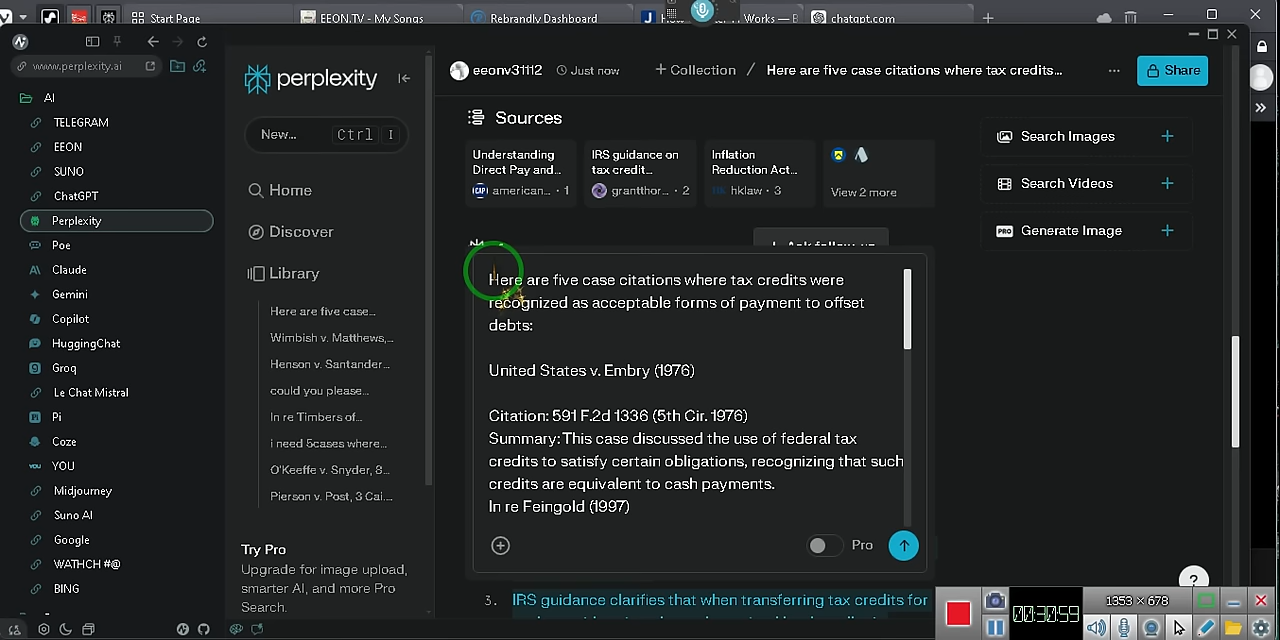 Start Page
EEON.TV - My Songs
Rebrandly Dashboard
Works — B
chatgpt.com
www.perplexity.ai
AI
TELEGRAM
EEON
SUNO
ChatGPT
Perplexity
Poe
Claude
Gemini
Copilot
HuggingChat
Groq
Le Chat Mistral
Pi
Coze
YOU
Midjourney
Suno AI
Google
WATHCH #@
BING
perplexity
New...
Ctrl I
Home
Discover
Library
Here are five case...
Wimbish v. Matthews,...
Henson v. Santander...
could you please...
In re Timbers of...
i need 5cases where...
O'Keeffe v. Snyder, 8...
Pierson v. Post, 3 Cai...
Try Pro
Upgrade for image upload,
smarter AI, and more Pro
Search.
eeonv31112
Just now
+ Collection / Here are five case citations where tax credits...
Share
Sources
Understanding
Direct Pay and...
american... · 1
IRS guidance on
tax credit...
grantthor... · 2
Inflation
Reduction Act...
hklaw · 3
View 2 more
Ask follow-up
Here are five case citations where tax credits were
recognized as acceptable forms of payment to offset
debts:
United States v. Embry (1976)
Citation: 591 F.2d 1336 (5th Cir. 1976)
Summary: This case discussed the use of federal tax
credits to satisfy certain obligations, recognizing that such
credits are equivalent to cash payments.
In re Feingold (1997)
Pro
3. IRS guidance clarifies that when transferring tax credits for
Search Images
Search Videos
PRO Generate Image
?
1353 × 678
00:30:59